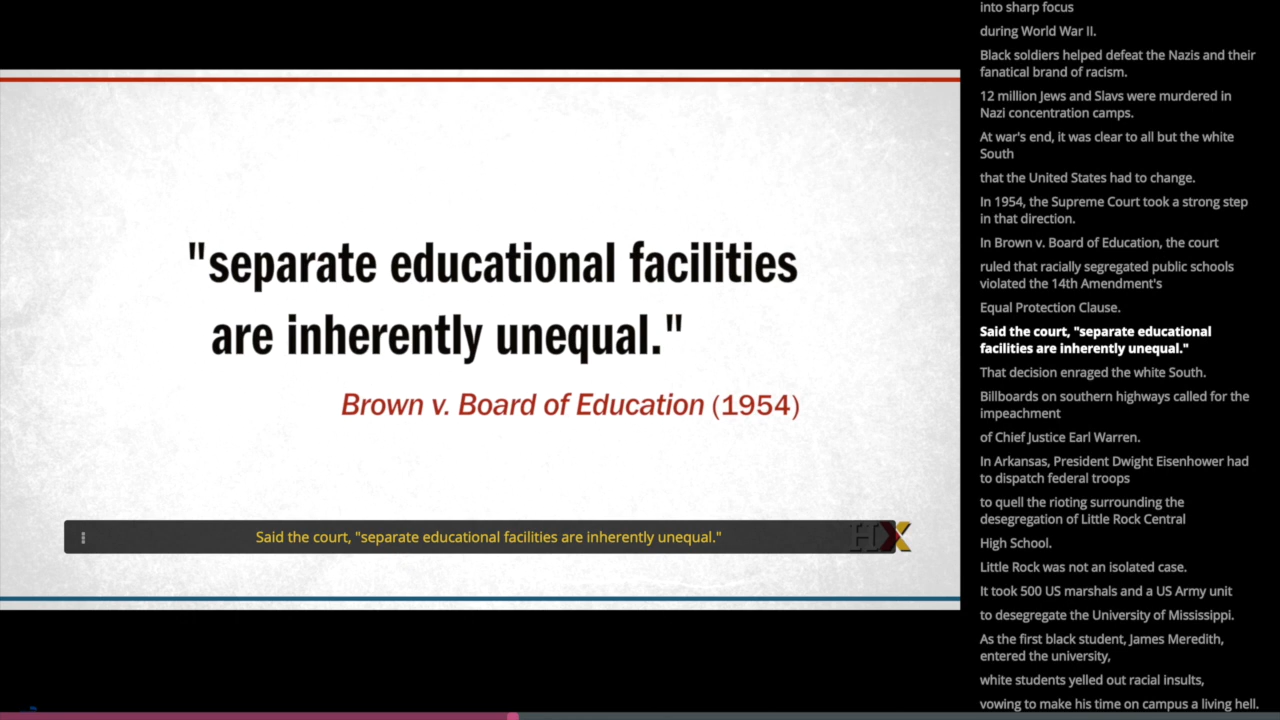 "separate educational facilities
are inherently unequal."
Brown v. Board of Education (1954)
Said the court, "separate educational facilities are inherently unequal."
HX
into sharp focus
during World War II.
Black soldiers helped defeat the Nazis and their
fanatical brand of racism.
12 million Jews and Slavs were murdered in
Nazi concentration camps.
At war's end, it was clear to all but the white
South
that the United States had to change.
In 1954, the Supreme Court took a strong step
in that direction.
In Brown v. Board of Education, the court
ruled that racially segregated public schools
violated the 14th Amendment's
Equal Protection Clause.
Said the court, "separate educational
facilities are inherently unequal."
That decision enraged the white South.
Billboards on southern highways called for the
impeachment
of Chief Justice Earl Warren.
In Arkansas, President Dwight Eisenhower had
to dispatch federal troops
to quell the rioting surrounding the
desegregation of Little Rock Central
High School.
Little Rock was not an isolated case.
It took 500 US marshals and a US Army unit
to desegregate the University of Mississippi.
As the first black student, James Meredith,
entered the university,
white students yelled out racial insults,
vowing to make his time on campus a living hell.